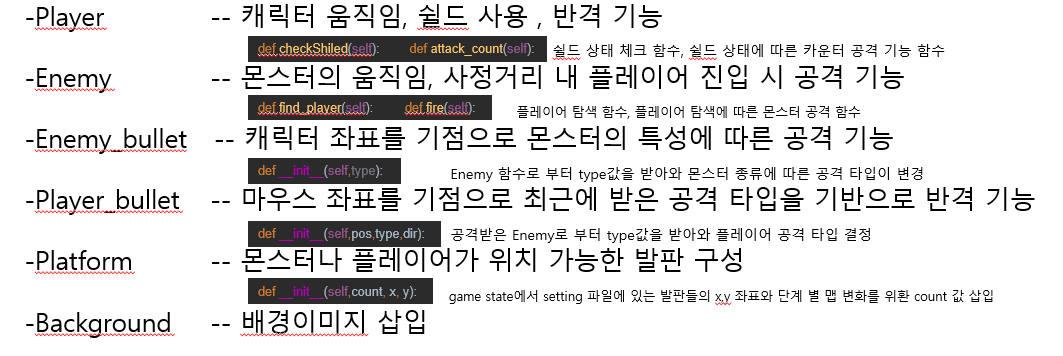 -Player -- 캐릭터 움직임, 쉴드 사용 , 반격 기능
def checkShiled(self): def attack_count(self): 쉴드 상태 체크 함수, 쉴드 상태에 따른 카운터 공격 기능 함수
-Enemy -- 몬스터의 움직임, 사정거리 내 플레이어 진입 시 공격 기능
def find_player(self): def fire(self): 플레이어 탐색 함수, 플레이어 탐색에 따른 몬스터 공격 함수
-Enemy_bullet -- 캐릭터 좌표를 기점으로 몬스터의 특성에 따른 공격 기능
def __init__(self,type): Enemy 함수로 부터 type값을 받아와 몬스터 종류에 따른 공격 타입이 변경
-Player_bullet -- 마우스 좌표를 기점으로 최근에 받은 공격 타입을 기반으로 반격 기능
def __init__(self,pos,type,dir): 공격받은 Enemy로 부터 type값을 받아와 플레이어 공격 타입 결정
-Platform -- 몬스터나 플레이어가 위치 가능한 발판 구성
def __init__(self,count, x, y): game state에서 setting 파일에 있는 발판들의 x,y 좌표와 단계 별 맵 변화를 위환 count 값 삽입
-Background -- 배경이미지 삽입